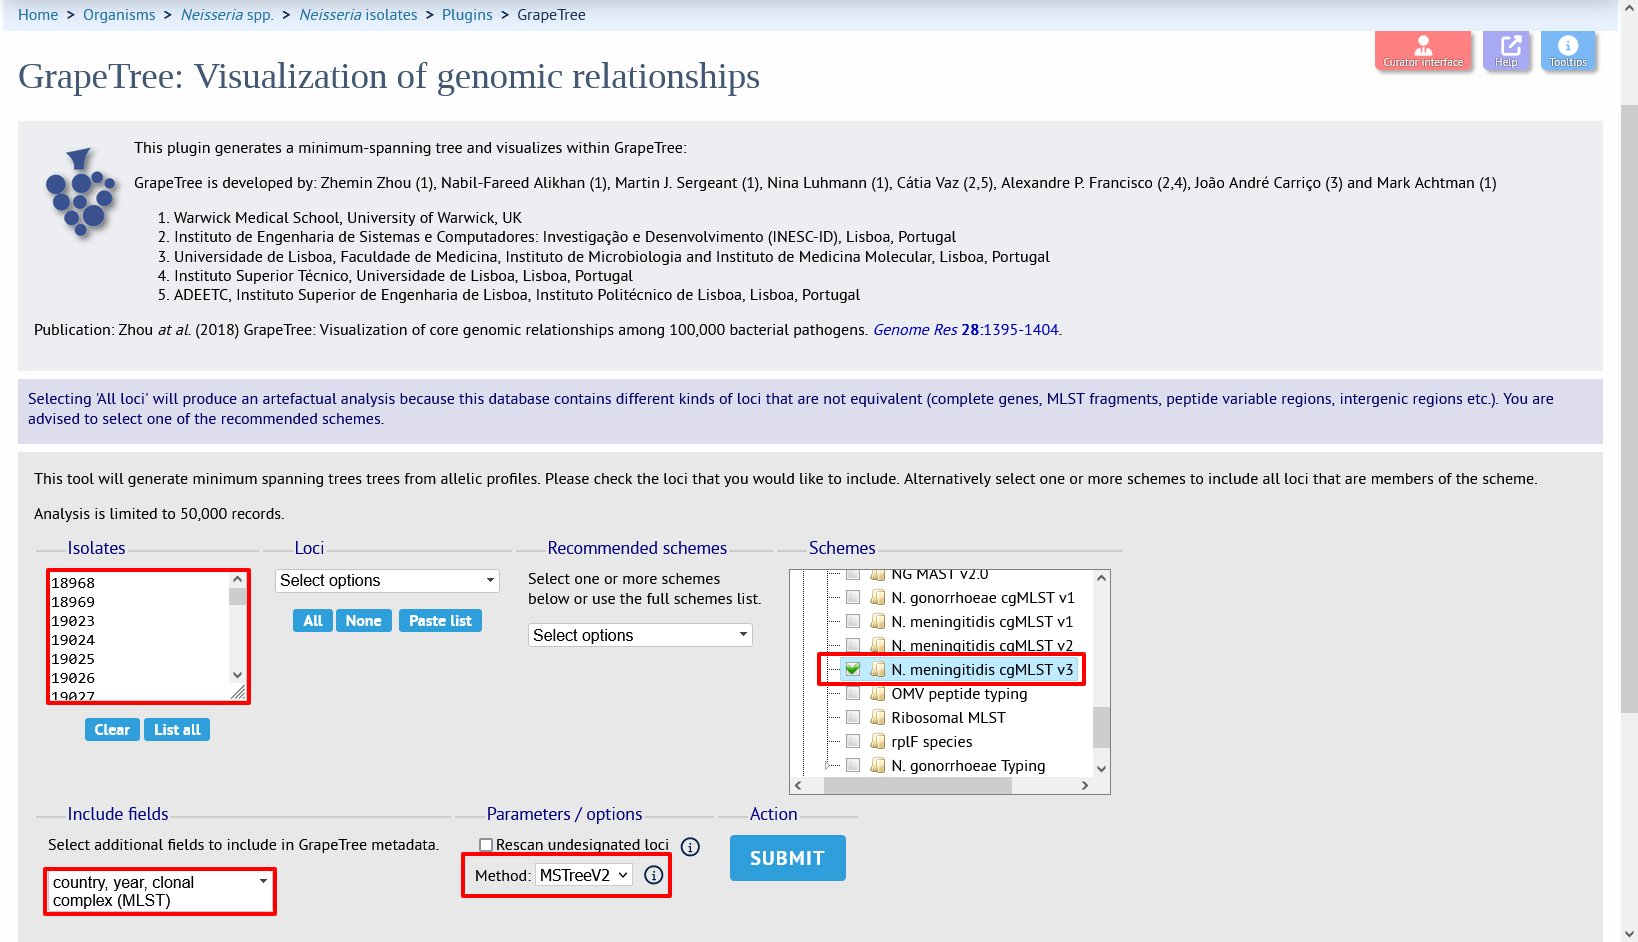 Home > Organisms > Neisseria spp. > Neisseria isolates > Plugins > GrapeTree
Curator interface
Help
Tooltips
GrapeTree: Visualization of genomic relationships
This plugin generates a minimum-spanning tree and visualizes within GrapeTree:
GrapeTree is developed by: Zhemin Zhou (1), Nabil-Fareed Alikhan (1), Martin J. Sergeant (1), Nina Luhmann (1), Cátia Vaz (2,5), Alexandre P. Francisco (2,4), João André Carriço (3) and Mark Achtman (1)
1. Warwick Medical School, University of Warwick, UK
2. Instituto de Engenharia de Sistemas e Computadores: Investigação e Desenvolvimento (INESC-ID), Lisboa, Portugal
3. Universidade de Lisboa, Faculdade de Medicina, Instituto de Microbiologia and Instituto de Medicina Molecular, Lisboa, Portugal
4. Instituto Superior Técnico, Universidade de Lisboa, Lisboa, Portugal
5. ADEETC, Instituto Superior de Engenharia de Lisboa, Instituto Politécnico de Lisboa, Lisboa, Portugal
Publication: Zhou at al. (2018) GrapeTree: Visualization of core genomic relationships among 100,000 bacterial pathogens. Genome Res 28:1395-1404.
Selecting 'All loci' will produce an artefactual analysis because this database contains different kinds of loci that are not equivalent (complete genes, MLST fragments, peptide variable regions, intergenic regions etc.). You are
advised to select one of the recommended schemes.
This tool will generate minimum spanning trees trees from allelic profiles. Please check the loci that you would like to include. Alternatively select one or more schemes to include all loci that are members of the scheme.
Analysis is limited to 50,000 records.
Isolates
18968
18969
19023
19024
19025
19026
19027
Clear
List all
Loci
Select options
All
None
Paste list
Recommended schemes
Select one or more schemes
below or use the full schemes list.
Select options
Schemes
NG MAST v2.0
N. gonorrhoeae cgMLST v1
N. meningitidis cgMLST v1
N. meningitidis cgMLST v2
N. meningitidis cgMLST v3
OMV peptide typing
Ribosomal MLST
rplF species
N. gonorrhoeae Typing
Include fields
Select additional fields to include in GrapeTree metadata.
country, year, clonal
complex (MLST)
Parameters / options
Rescan undesignated loci
Method: MSTreeV2
Action
SUBMIT